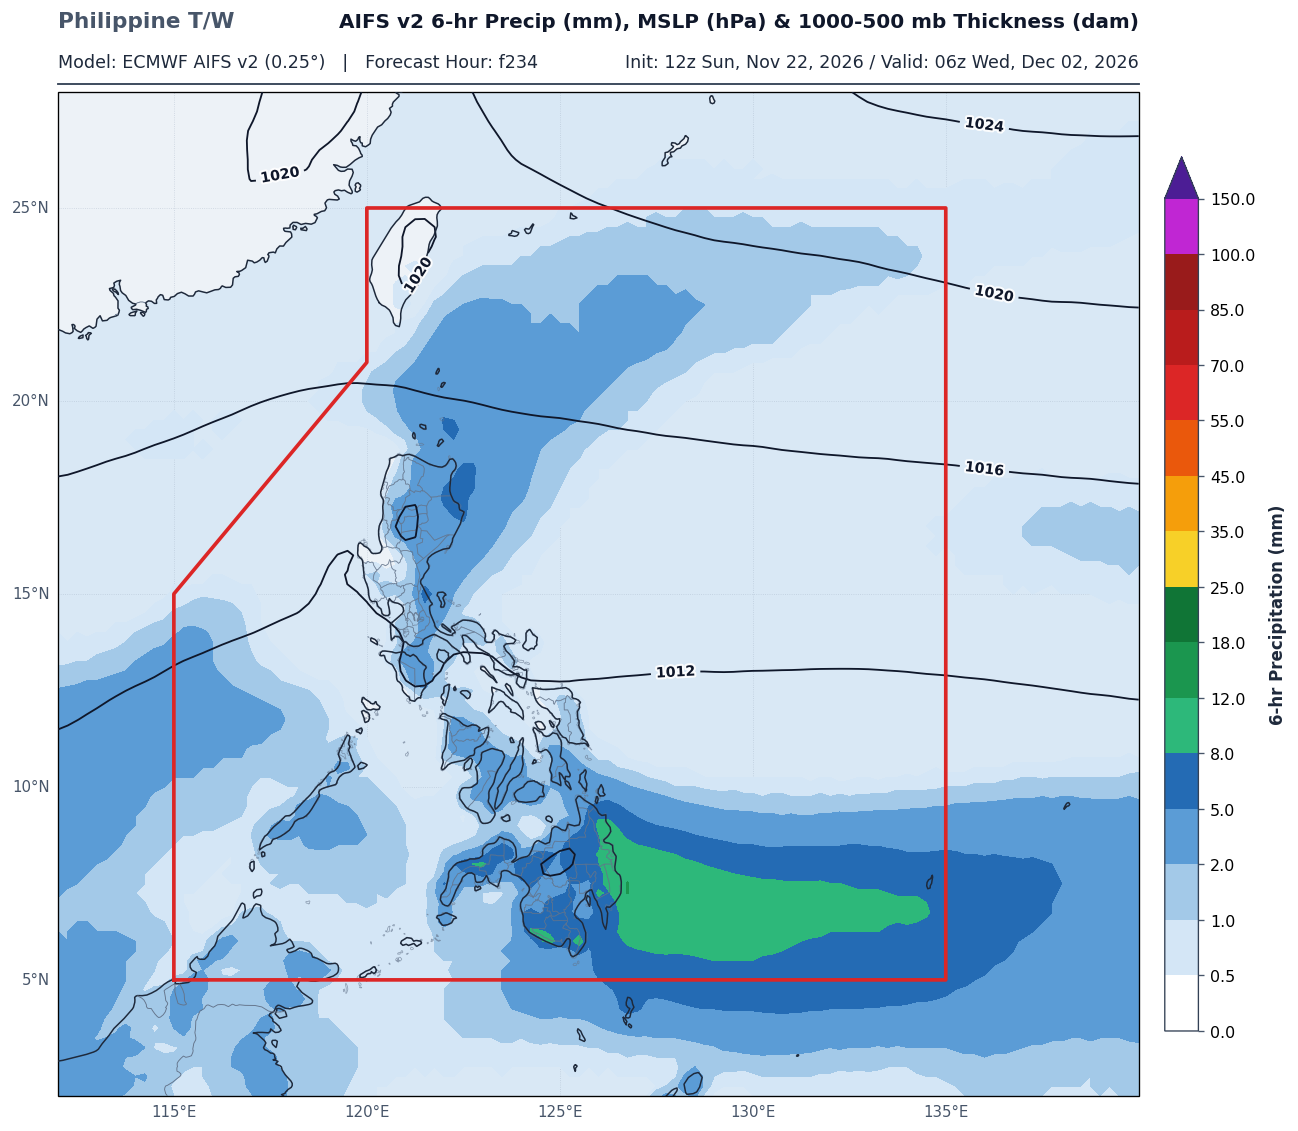 Philippine T/W
AIFS v2 6-hr Precip (mm), MSLP (hPa) & 1000-500 mb Thickness (dam)
Model: ECMWF AIFS v2 (0.25°) | Forecast Hour: f234
Init: 12z Sun, Nov 22, 2026 / Valid: 06z Wed, Dec 02, 2026
1024
1020
1020
1020
1016
1012
25°N
20°N
15°N
10°N
5°N
115°E
120°E
125°E
130°E
135°E
150.0
100.0
85.0
70.0
55.0
45.0
35.0
25.0
18.0
12.0
8.0
5.0
2.0
1.0
0.5
0.0
6-hr Precipitation (mm)